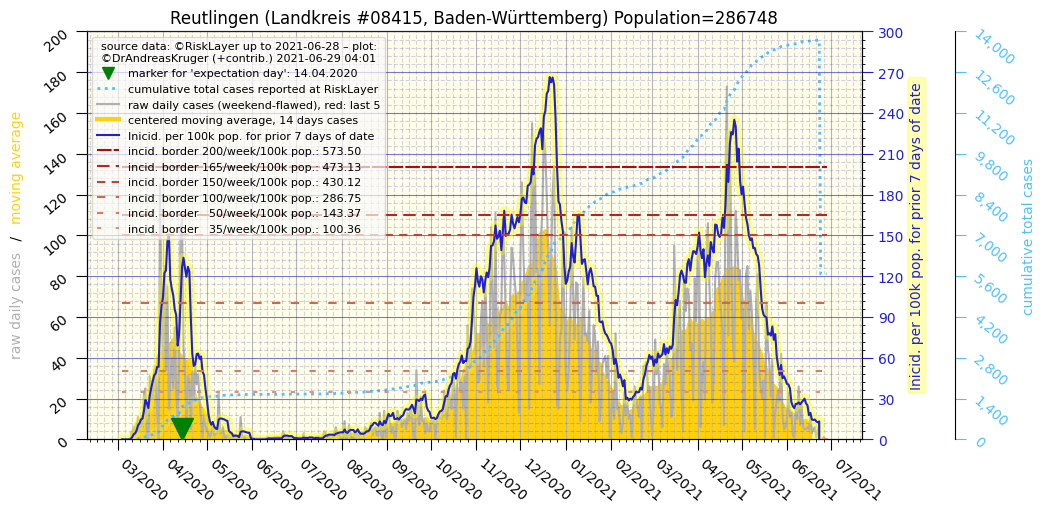 Reutlingen (Landkreis #08415, Baden-Württemberg) Population=286748
source data: ©RiskLayer up to 2021-06-28 – plot:
©DrAndreasKruger (+contrib.) 2021-06-29 04:01
marker for 'expectation day': 14.04.2020
cumulative total cases reported at RiskLayer
raw daily cases (weekend-flawed), red: last 5
centered moving average, 14 days cases
Inicid. per 100k pop. for prior 7 days of date
incid. border 200/week/100k pop.: 573.50
incid. border 165/week/100k pop.: 473.13
incid. border 150/week/100k pop.: 430.12
incid. border 100/week/100k pop.: 286.75
incid. border 50/week/100k pop.: 143.37
incid. border 35/week/100k pop.: 100.36
raw daily cases / moving average
200
180
160
140
120
100
80
60
40
20
0
03/2020
04/2020
05/2020
06/2020
07/2020
08/2020
09/2020
10/2020
11/2020
12/2020
01/2021
02/2021
03/2021
04/2021
05/2021
06/2021
07/2021
300
270
240
210
180
150
120
90
60
30
0
Inicid. per 100k pop. for prior 7 days of date
14,000
12,600
11,200
9,800
8,400
7,000
5,600
4,200
2,800
1,400
0
cumulative total cases